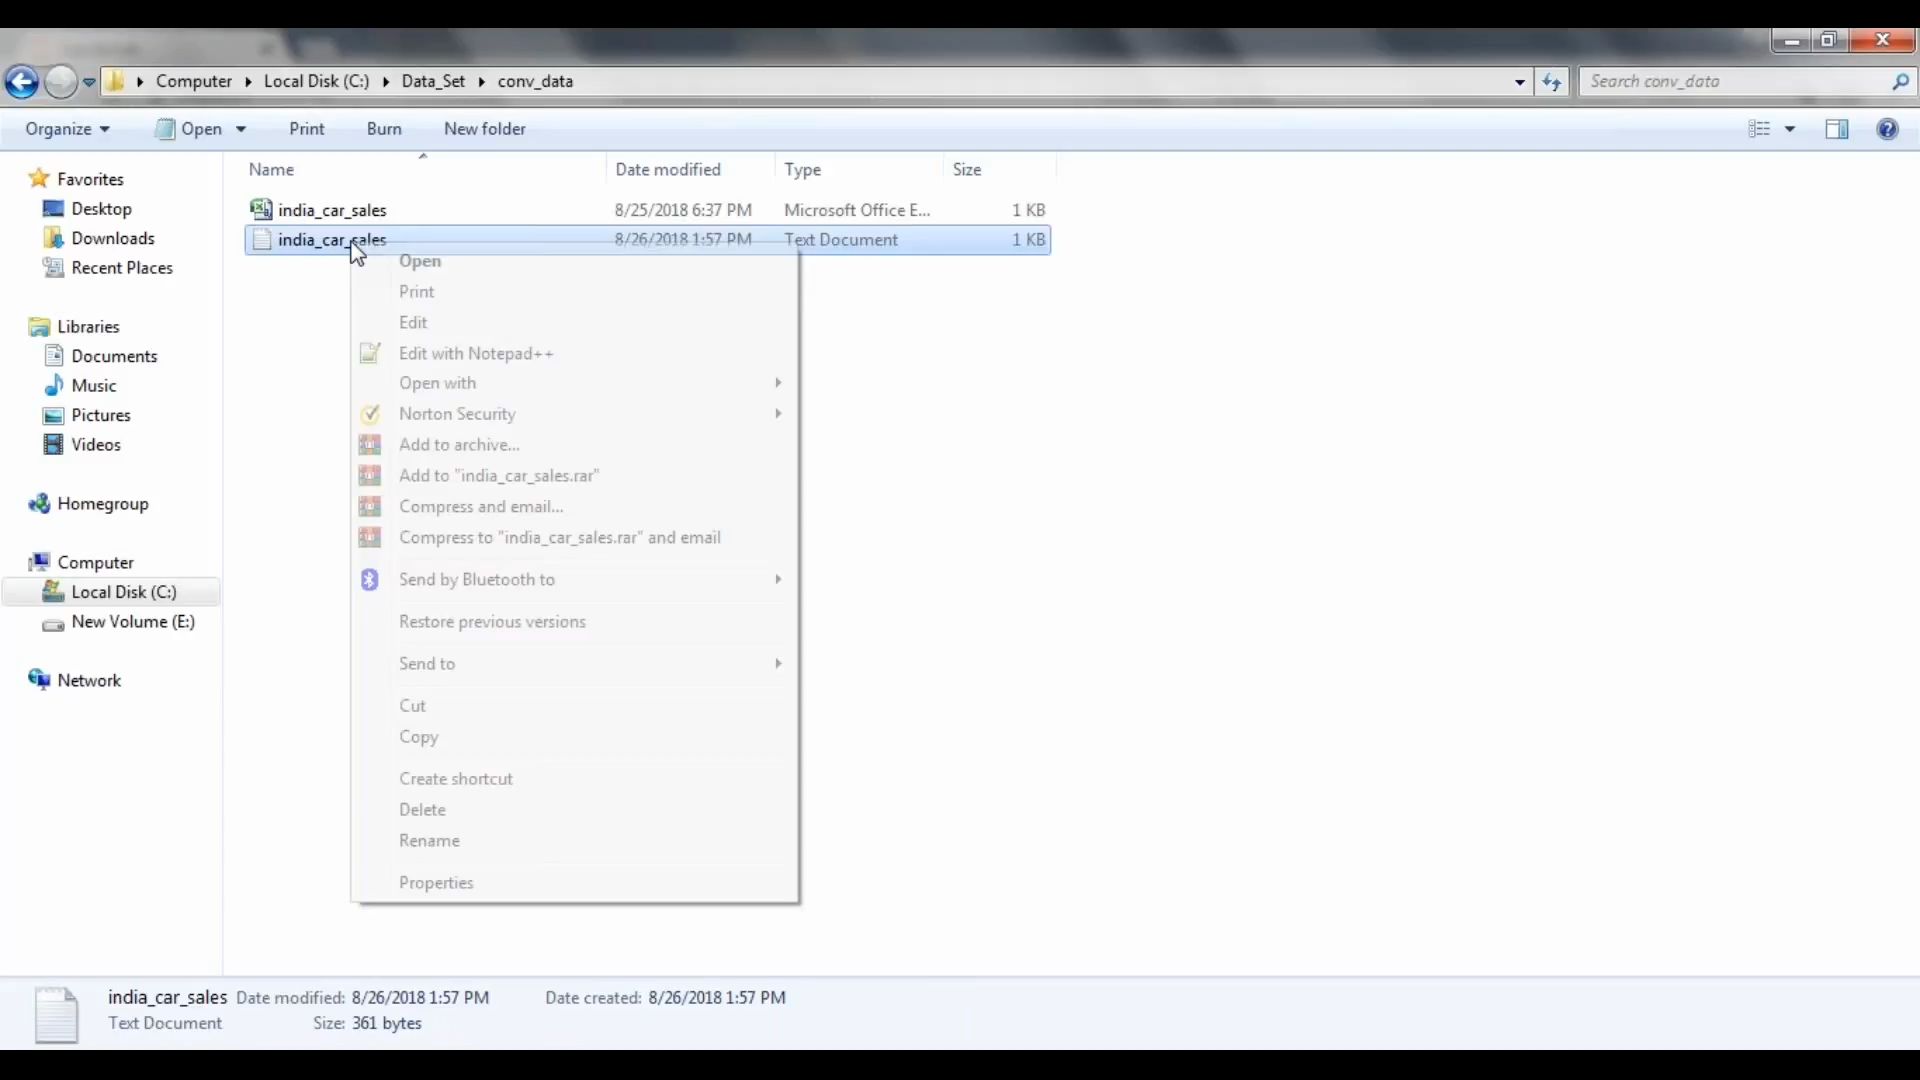 Computer Local Disk (C:) Data_Set conv_data
Search conv_data
Organize Open Print Burn New folder
Name Date modified Type Size
Favorites
Desktop
Downloads
Recent Places
Libraries
Documents
Music
Pictures
Videos
Homegroup
Computer
Local Disk (C:)
New Volume (E:)
Network
india_car_sales 8/25/2018 6:37 PM Microsoft Office E... 1 KB
india_car_sales 8/26/2018 1:57 PM Text Document 1 KB
Open
Print
Edit
Edit with Notepad++
Open with
Norton Security
Add to archive...
Add to "india_car_sales.rar"
Compress and email...
Compress to "india_car_sales.rar" and email
Send by Bluetooth to
Restore previous versions
Send to
Cut
Copy
Create shortcut
Delete
Rename
Properties
india_car_sales Date modified: 8/26/2018 1:57 PM Date created: 8/26/2018 1:57 PM
Text Document Size: 361 bytes